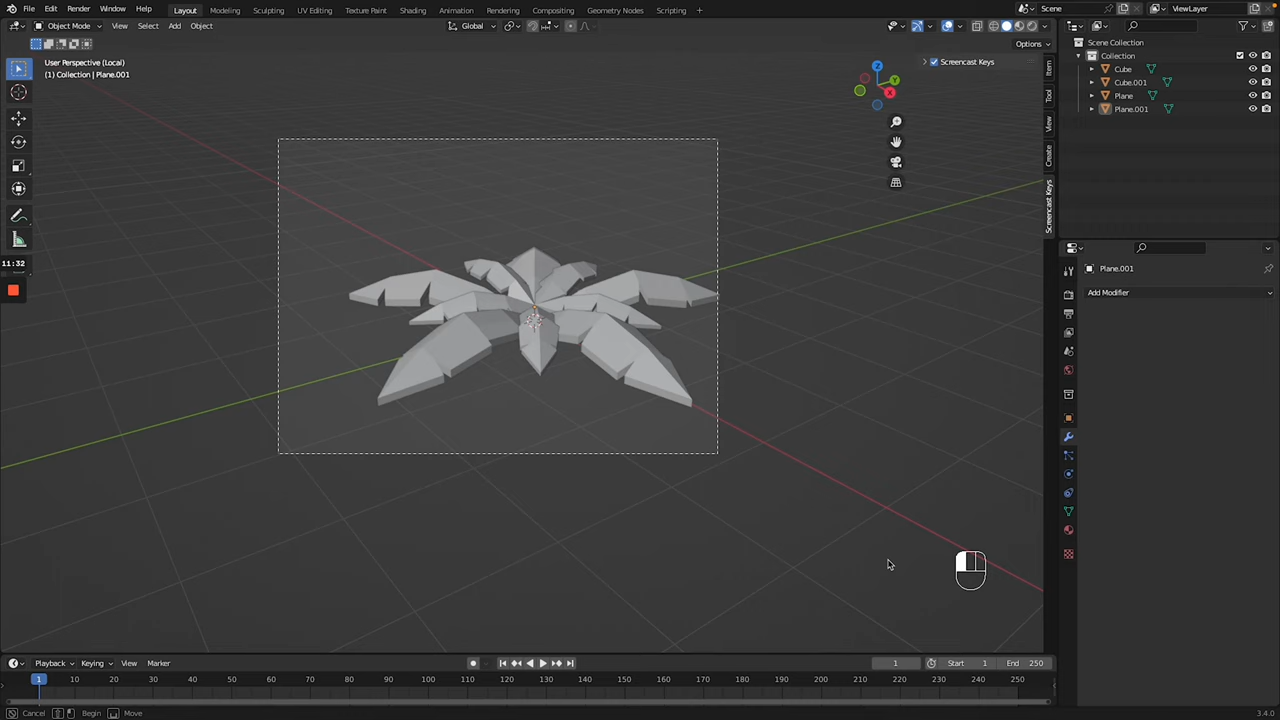 File Edit Render Window Help Layout Modeling Sculpting UV Editing Texture Paint Shading Animation Rendering Compositing Geometry Nodes Scripting + Scene ViewLayer
Object Mode View Select Add Object Global
Options
User Perspective (Local)
(1) Collection | Plane.001
Screencast Keys
Z
Y
X
Item
Tool
View
Create
Screencast Keys
11:32
Scene Collection
Collection
Cube
Cube.001
Plane
Plane.001
Plane.001
Add Modifier
Playback Keying View Marker 1 Start 1 End 250
1 10 20 30 40 50 60 70 80 90 100 110 120 130 140 150 160 170 180 190 200 210 220 230 240 250
Cancel Begin Move 3.4.0